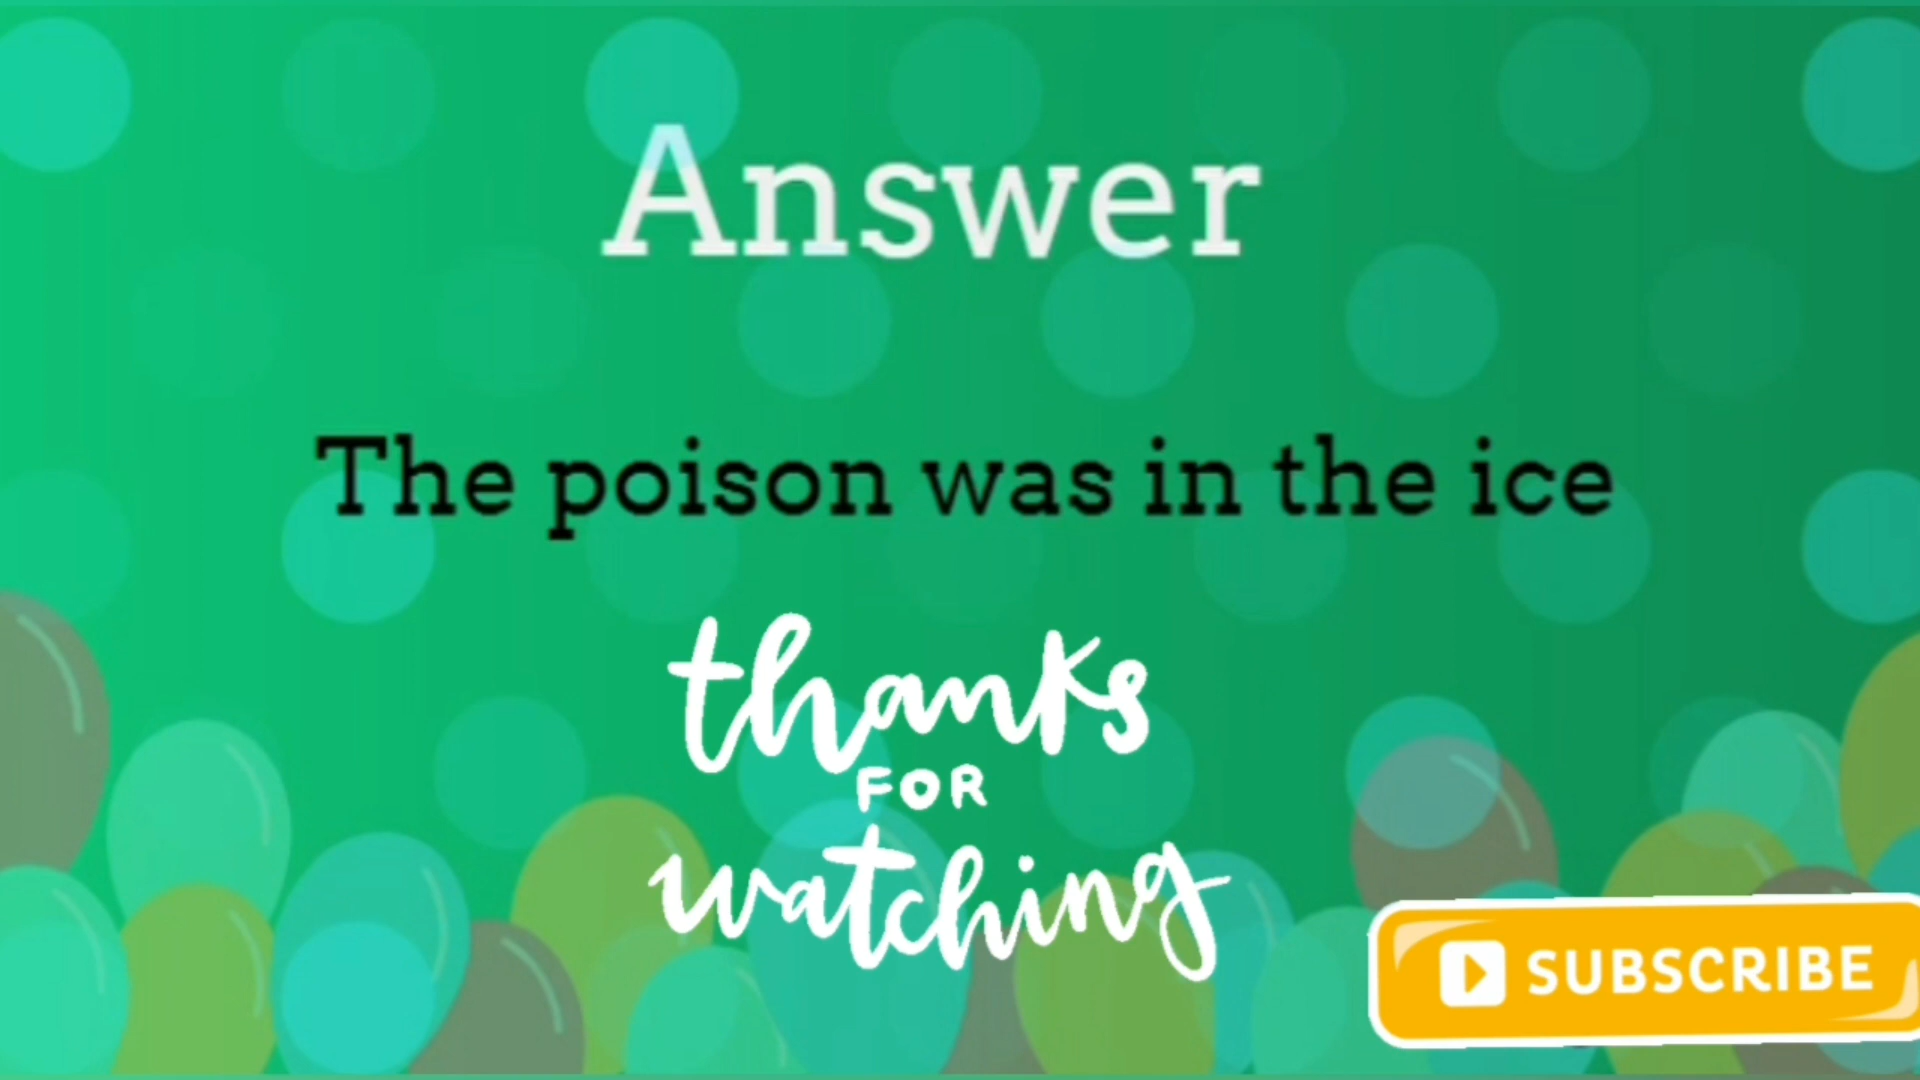 Answer
The poison was in the ice
thanks
FOR
watching
SUBSCRIBE